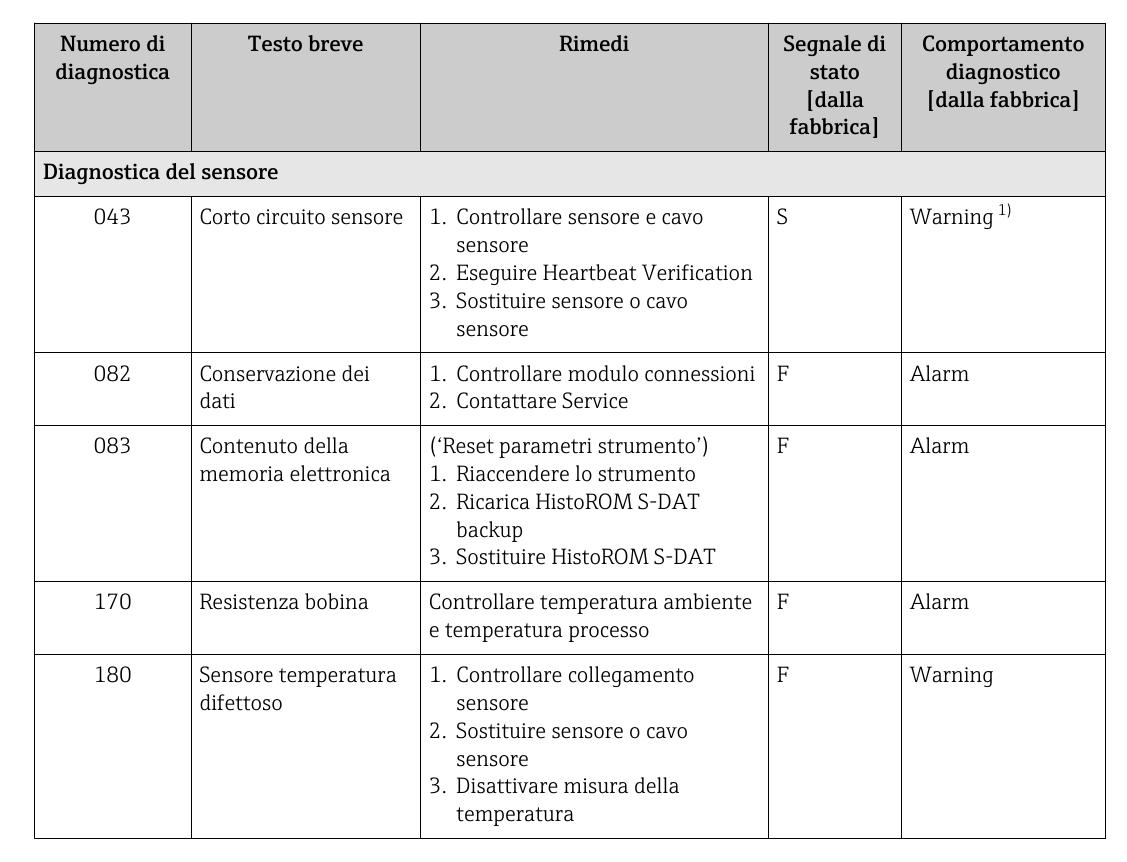 Numero di diagnostica Testo breve Rimedi Segnale di stato [dalla fabbrica] Comportamento diagnostico [dalla fabbrica]
Diagnostica del sensore
043 Corto circuito sensore 1. Controllare sensore e cavo S Warning 1)
sensore
2. Eseguire Heartbeat Verification
3. Sostituire sensore o cavo
sensore
082 Conservazione dei 1. Controllare modulo connessioni F Alarm
dati 2. Contattare Service
083 Contenuto della (‘Reset parametri strumento’) F Alarm
memoria elettronica 1. Riaccendere lo strumento
2. Ricarica HistoROM S-DAT
backup
3. Sostituire HistoROM S-DAT
170 Resistenza bobina Controllare temperatura ambiente F Alarm
e temperatura processo
180 Sensore temperatura 1. Controllare collegamento F Warning
difettoso sensore
2. Sostituire sensore o cavo
sensore
3. Disattivare misura della
temperatura